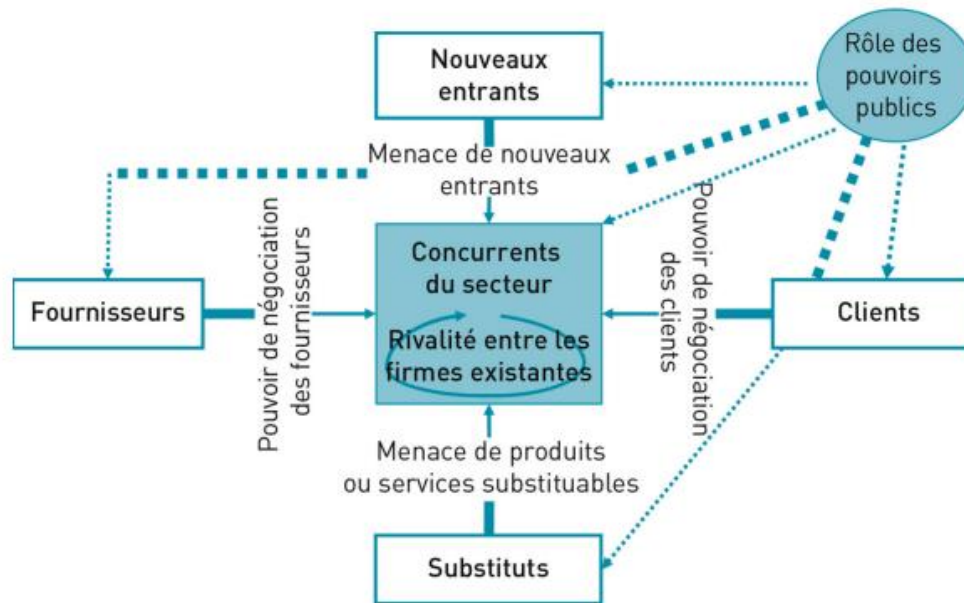 Nouveaux
entrants
Rôle des
pouvoirs
publics
Menace de nouveaux
entrants
Pouvoir de négociation
des fournisseurs
Concurrents
du secteur
Pouvoir de négociation
des clients
Fournisseurs
Clients
Rivalité entre les
firmes existantes
Menace de produits
ou services substituables
Substituts